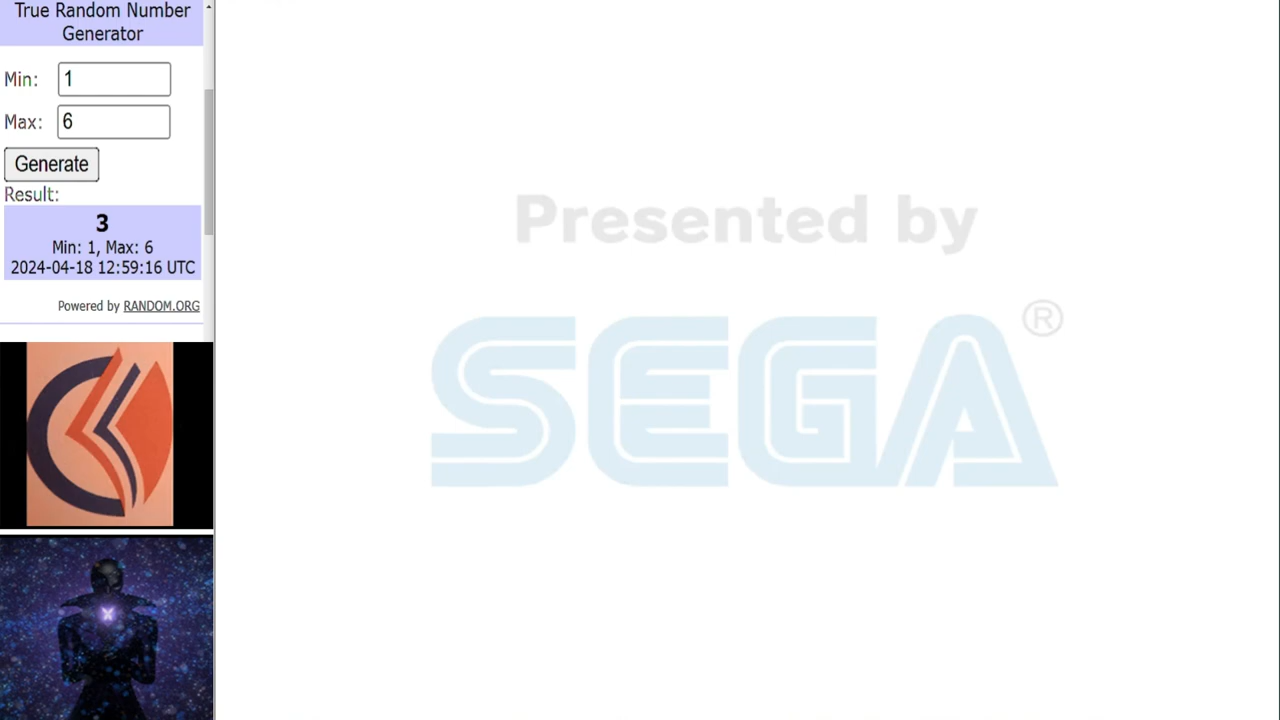 True Random Number
Generator
Min: 1
Max: 6
Generate
Result:
3
Min: 1, Max: 6
2024-04-18 12:59:16 UTC
Powered by RANDOM.ORG
Presented by
SEGA®